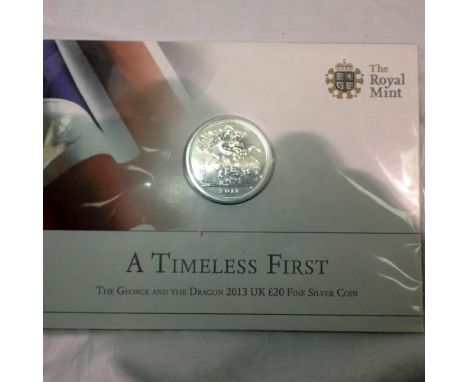 The
Royal
Mint
2013
A TIMELESS FIRST
THE GEORGE AND THE DRAGON 2013 UK £20 FINE SILVER COIN